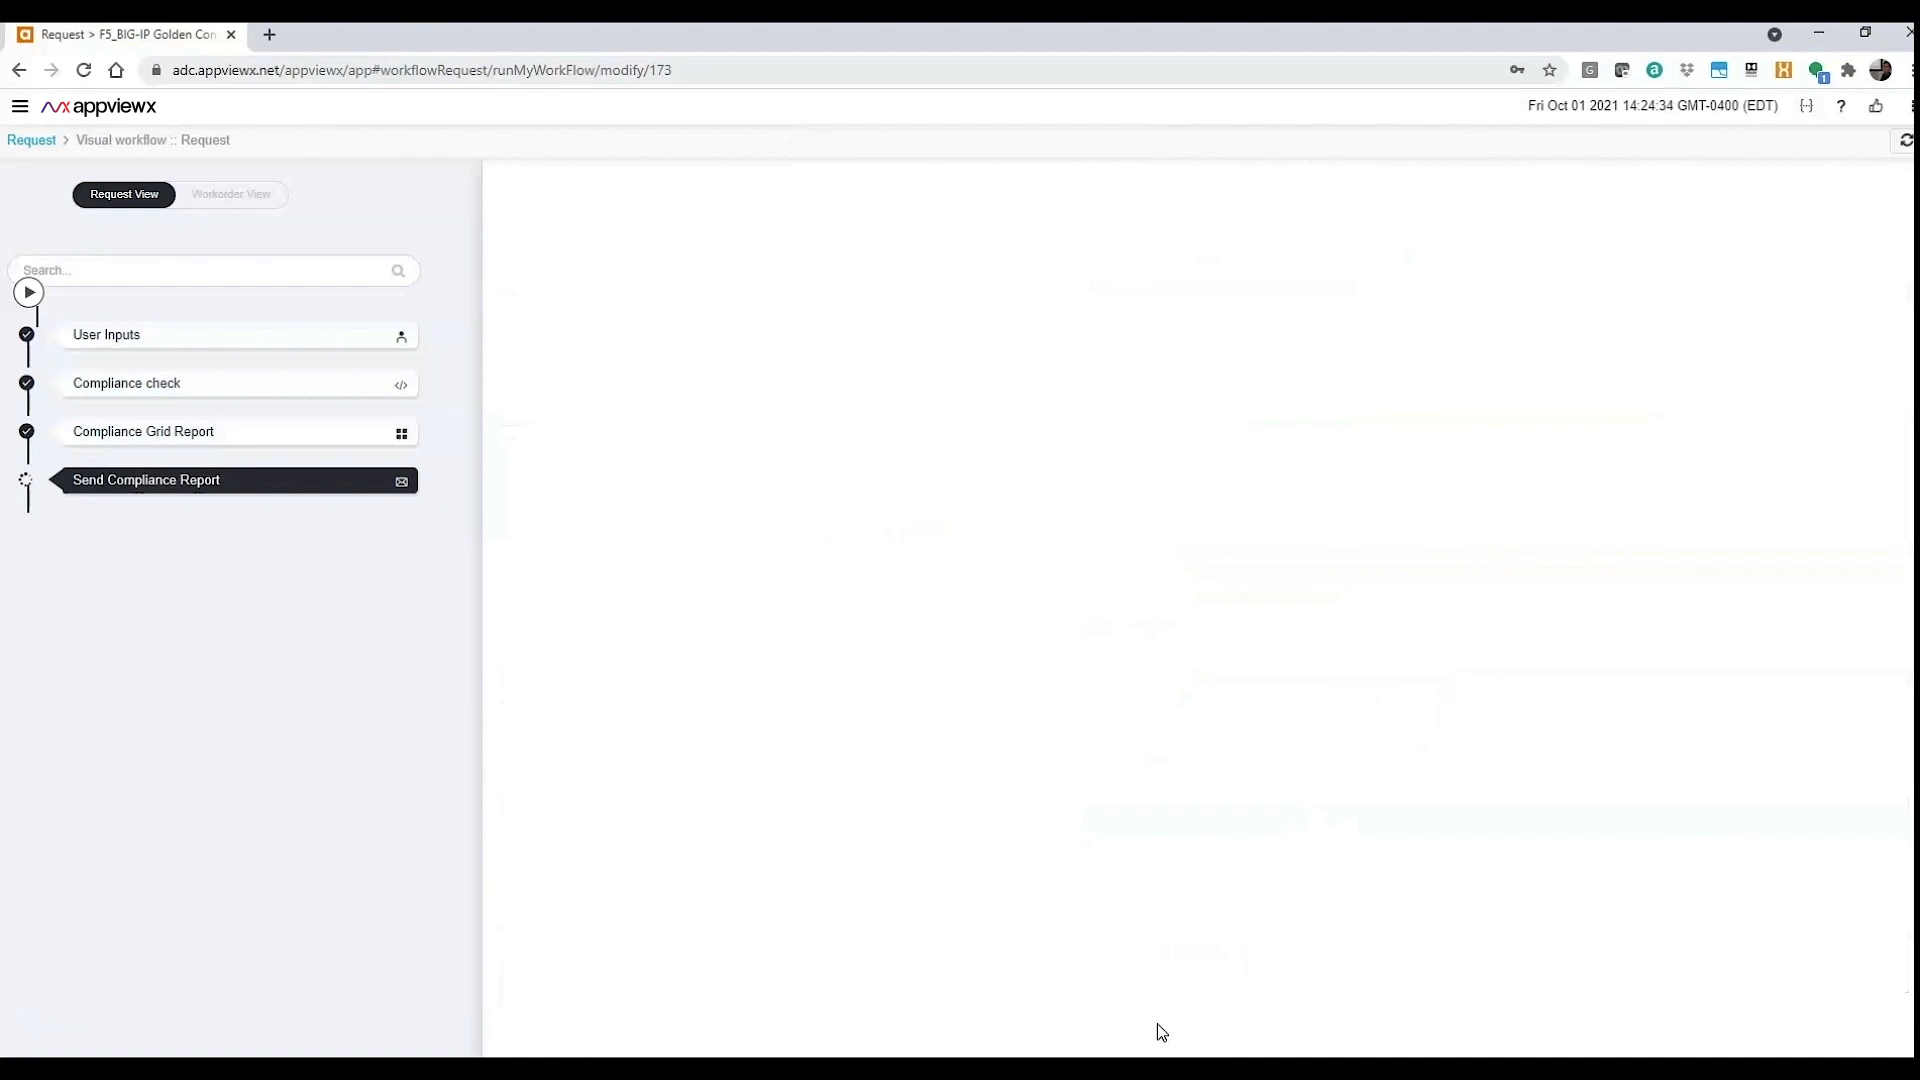 Request > F5_BIG-IP Golden Con
adc.appviewx.net/appviewx/app#workflowRequest/runMyWorkFlow/modify/173
appviewx
Fri Oct 01 2021 14:24:34 GMT-0400 (EDT)
Request > Visual workflow :: Request
Request View
Workorder View
Search...
User Inputs
Compliance check
Compliance Grid Report
Send Compliance Report